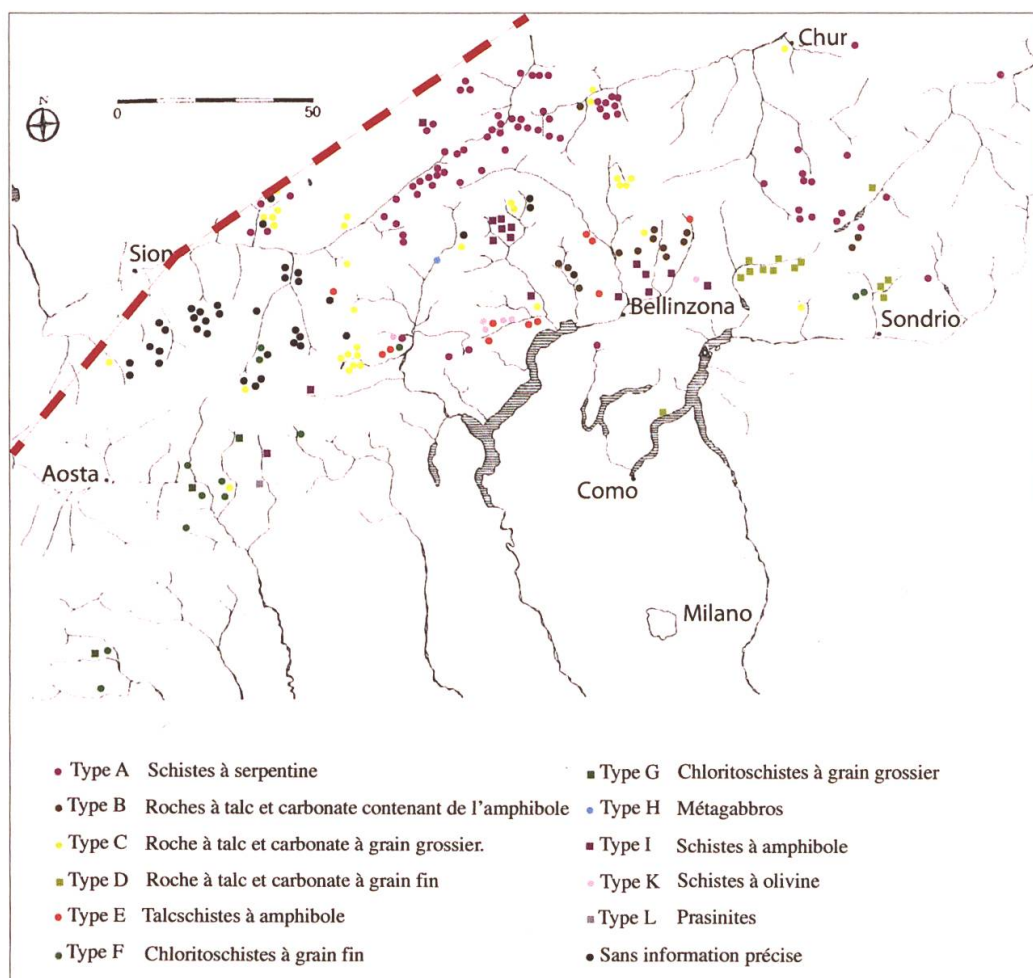 Chur
N
0
50
Sion
Bellinzona
Sondrio
Aosta
Como
Milano
Type A Schistes à serpentine
Type B Roches à talc et carbonate contenant de l'amphibole
Type C Roche à talc et carbonate à grain grossier.
Type D Roche à talc et carbonate à grain fin
Type E Talcschistes à amphibole
Type F Chloritoschistes à grain fin
Type G Chloritoschistes à grain grossier
Type H Métagabbros
Type I Schistes à amphibole
Type K Schistes à olivine
Type L Prasinites
Sans information précise